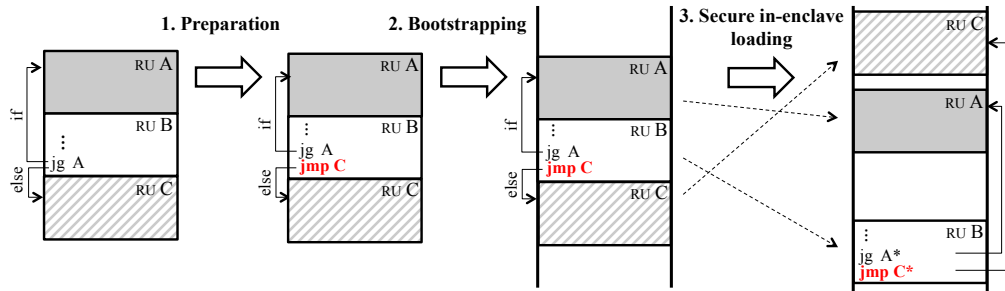 1. Preparation
2. Bootstrapping
3. Secure in-enclave
loading
RU A
RU B
...
jg A
RU C
if
else
RU A
RU B
...
jg A
jmp C
RU C
if
else
RU A
RU B
...
jg A
jmp C
RU C
if
else
RU C
RU A
RU B
...
jg A*
jmp C*